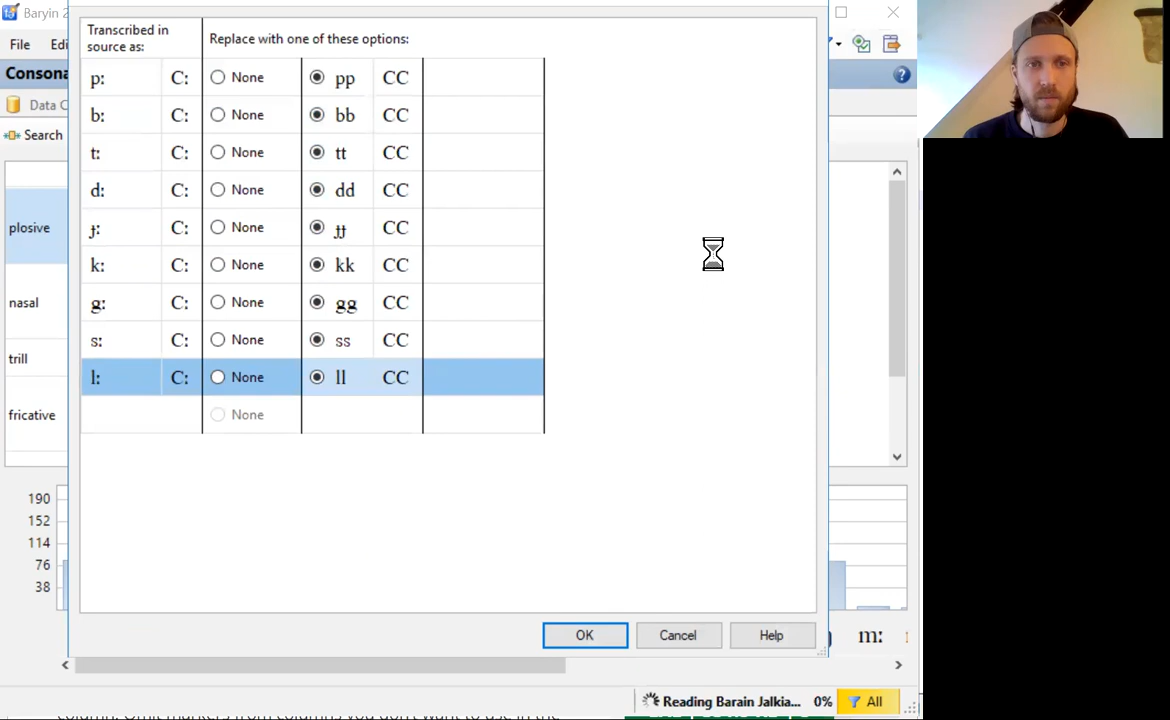 Baryin 2
File Edi
Consona
Data C
Search
Transcribed in
source as:
Replace with one of these options:
p: C: None pp CC
b: C: None bb CC
t: C: None tt CC
d: C: None dd CC
ɟ: C: None ɟɟ CC
k: C: None kk CC
g: C: None gg CC
s: C: None ss CC
l: C: None ll CC
None
plosive
nasal
trill
fricative
190
152
114
76
38
m:
OK Cancel Help
Reading Barain Jalkia... 0% All